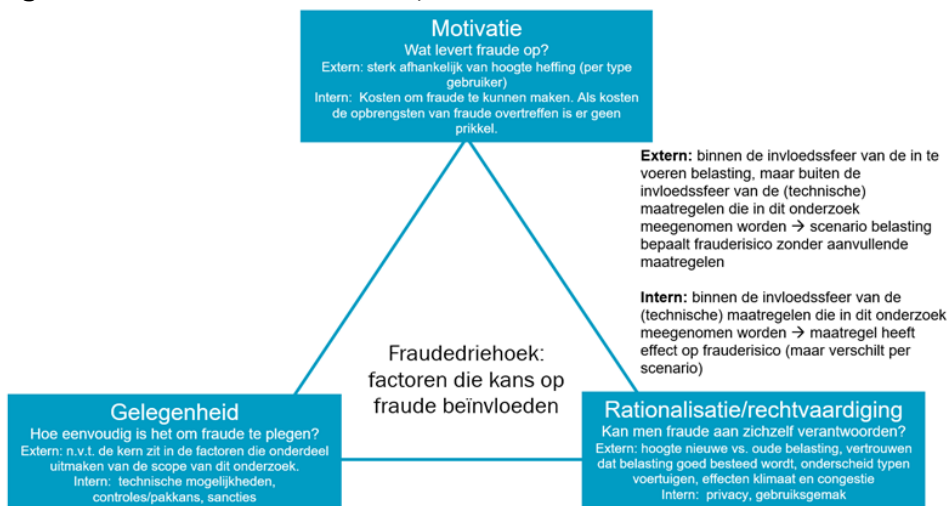 Motivatie
Wat levert fraude op?
Extern: sterk afhankelijk van hoogte heffing (per type
gebruiker)
Intern: Kosten om fraude te kunnen maken. Als kosten
de opbrengsten van fraude overtreffen is er geen
prikkel.
Extern: binnen de invloedssfeer van de in te
voeren belasting, maar buiten de
invloedssfeer van de (technische)
maatregelen die in dit onderzoek
meegenomen worden → scenario belasting
bepaalt frauderisico zonder aanvullende
maatregelen
Intern: binnen de invloedssfeer van de
(technische) maatregelen die in dit onderzoek
meegenomen worden → maatregel heeft
effect op frauderisico (maar verschilt per
scenario)
Fraudedriehoek:
factoren die kans op
fraude beïnvloeden
Gelegenheid
Hoe eenvoudig is het om fraude te plegen?
Extern: n.v.t. de kern zit in de factoren die onderdeel
uitmaken van de scope van dit onderzoek.
Intern: technische mogelijkheden,
controles/pakkans, sancties
Rationalisatie/rechtvaardiging
Kan men fraude aan zichzelf verantwoorden?
Extern: hoogte nieuwe vs. oude belasting, vertrouwen
dat belasting goed besteed wordt, onderscheid typen
voertuigen, effecten klimaat en congestie
Intern: privacy, gebruiksgemak